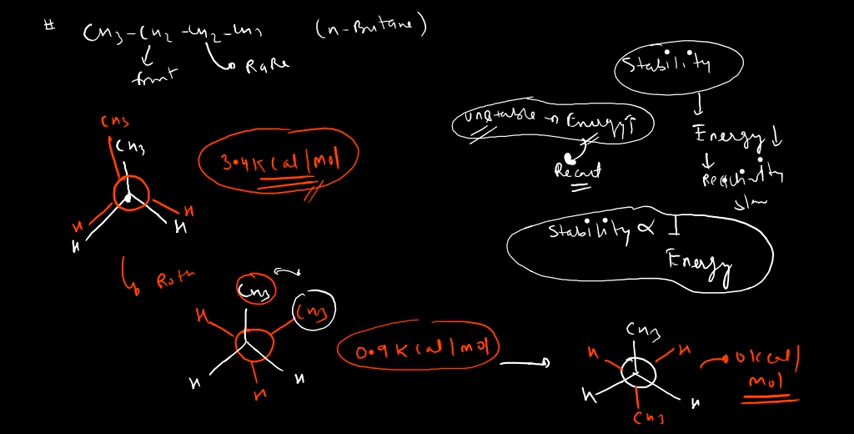 # CH3-CH2-CH2-CH3 (n-Butane)
front
RaRe
Stability
Unstable → Energy↑
React
Energy↓
Reactivity
slow
Stability ∝ 1
Energy
CH3
CH3
H
H
H
H
3.4 Kcal/mol
Rotn
CH3
CH3
H
H
H
H
0.9 Kcal/mol
CH3
H
H
H
H
CH3
0 Kcal/
mol